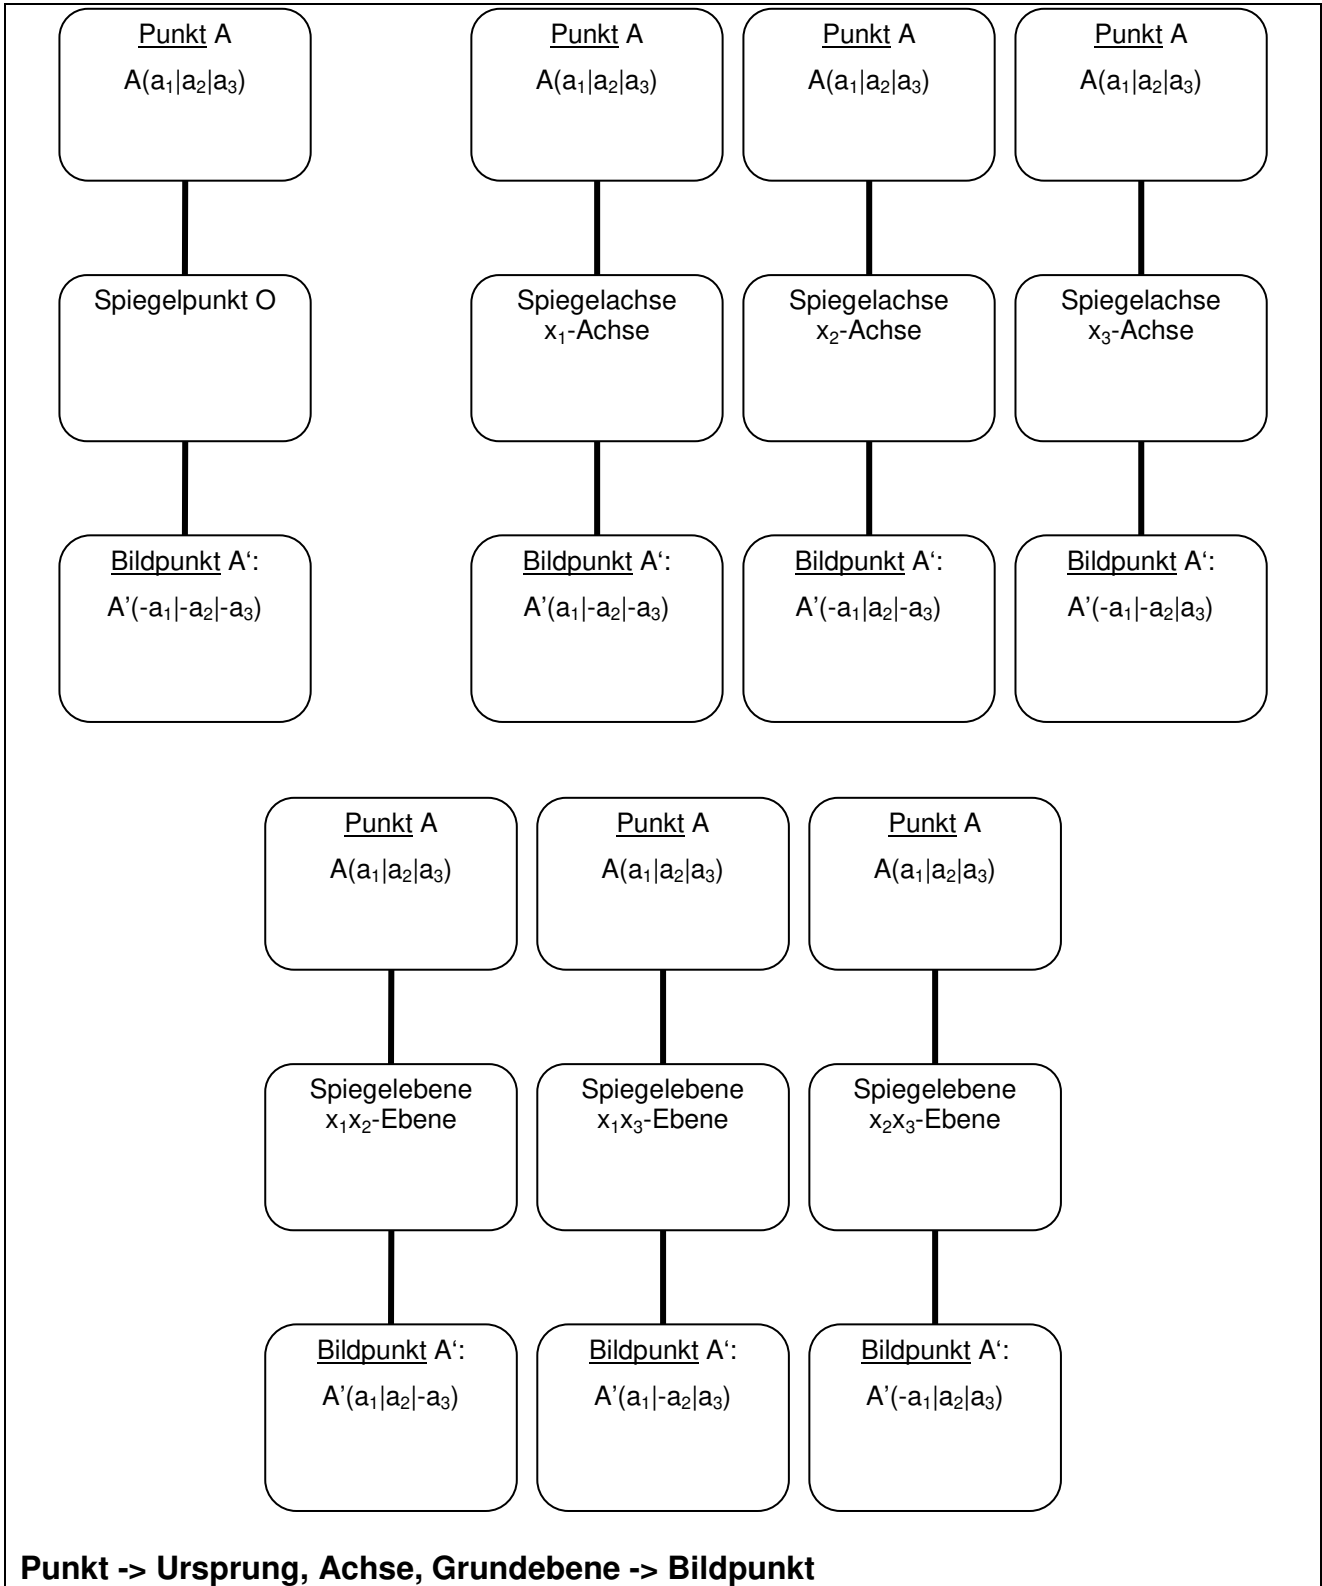 Punkt A
A(a₁|a₂|a₃)
Spiegelpunkt O
Bildpunkt A‘:
A’(-a₁|-a₂|-a₃)
Punkt A
A(a₁|a₂|a₃)
Spiegelachse
x₁-Achse
Bildpunkt A‘:
A’(a₁|-a₂|-a₃)
Punkt A
A(a₁|a₂|a₃)
Spiegelachse
x₂-Achse
Bildpunkt A‘:
A’(-a₁|a₂|-a₃)
Punkt A
A(a₁|a₂|a₃)
Spiegelachse
x₃-Achse
Bildpunkt A‘:
A’(-a₁|-a₂|a₃)
Punkt A
A(a₁|a₂|a₃)
Spiegelebene
x₁x₂-Ebene
Bildpunkt A‘:
A’(a₁|a₂|-a₃)
Punkt A
A(a₁|a₂|a₃)
Spiegelebene
x₁x₃-Ebene
Bildpunkt A‘:
A’(a₁|-a₂|a₃)
Punkt A
A(a₁|a₂|a₃)
Spiegelebene
x₂x₃-Ebene
Bildpunkt A‘:
A’(-a₁|a₂|a₃)
Punkt -> Ursprung, Achse, Grundebene -> Bildpunkt